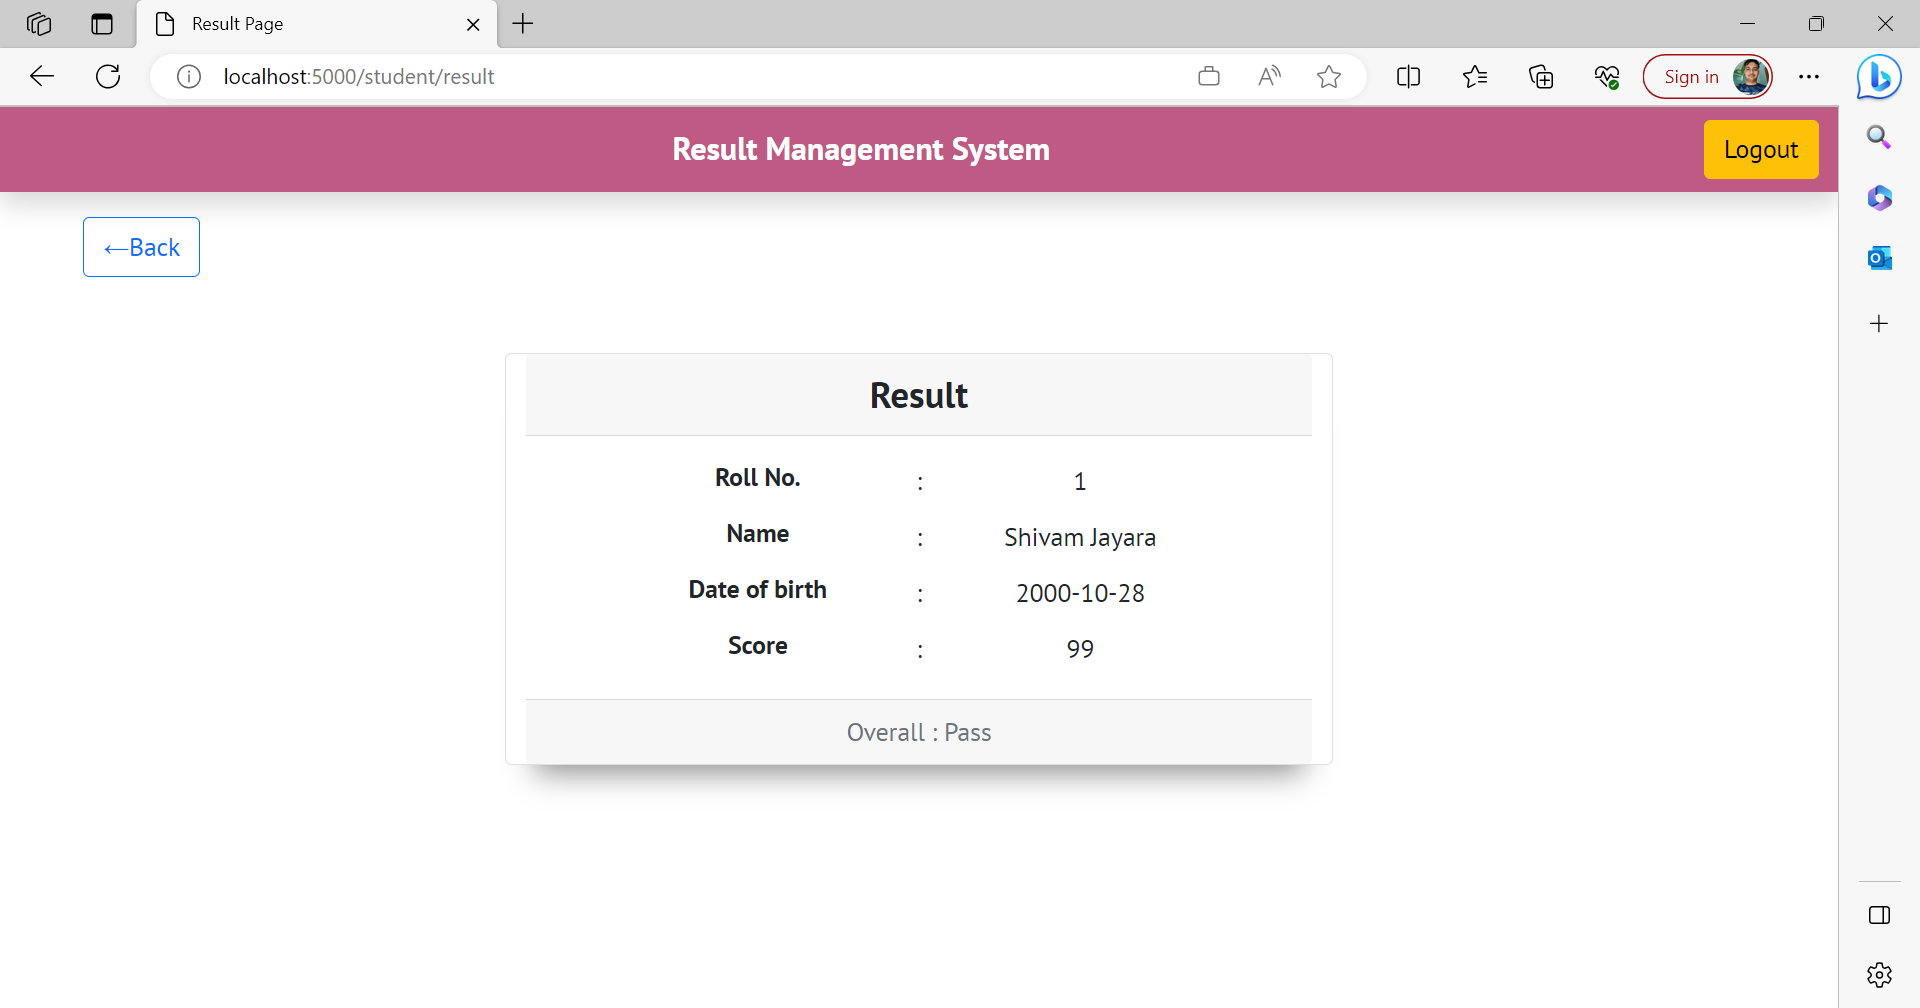 Result Page
localhost:5000/student/result
Sign in
Result Management System
Logout
←Back
Result
Roll No. : 1
Name : Shivam Jayara
Date of birth : 2000-10-28
Score : 99
Overall : Pass